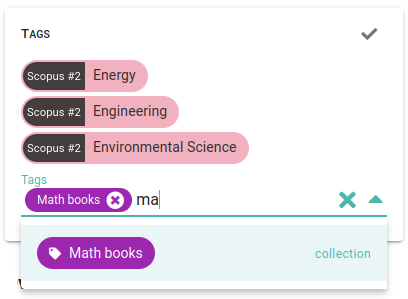 TAGS
Scopus #2 Energy
Scopus #2 Engineering
Scopus #2 Environmental Science
Tags
Math books ma
Math books collection